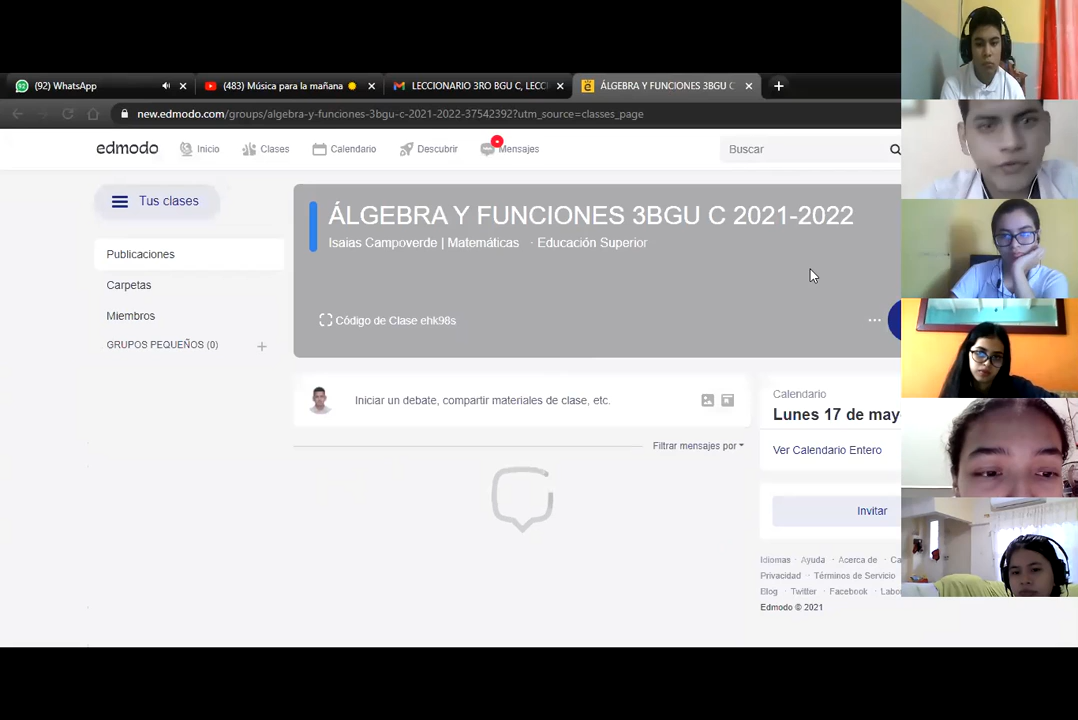 (92) WhatsApp
(483) Música para la mañana
LECCIONARIO 3RO BGU C, LECC
ÁLGEBRA Y FUNCIONES 3BGU C
new.edmodo.com/groups/algebra-y-funciones-3bgu-c-2021-2022-37542392?utm_source=classes_page
edmodo
Inicio
Clases
Calendario
Descubrir
Mensajes
Buscar
Tus clases
Publicaciones
Carpetas
Miembros
GRUPOS PEQUEÑOS (0)
ÁLGEBRA Y FUNCIONES 3BGU C 2021-2022
Isaias Campoverde | Matemáticas · Educación Superior
Código de Clase ehk98s
Iniciar un debate, compartir materiales de clase, etc.
Filtrar mensajes por
Calendario
Lunes 17 de may
Ver Calendario Entero
Invitar
Idiomas · Ayuda · Acerca de · Ca
Privacidad · Términos de Servicio
Blog · Twitter · Facebook · Labo
Edmodo © 2021